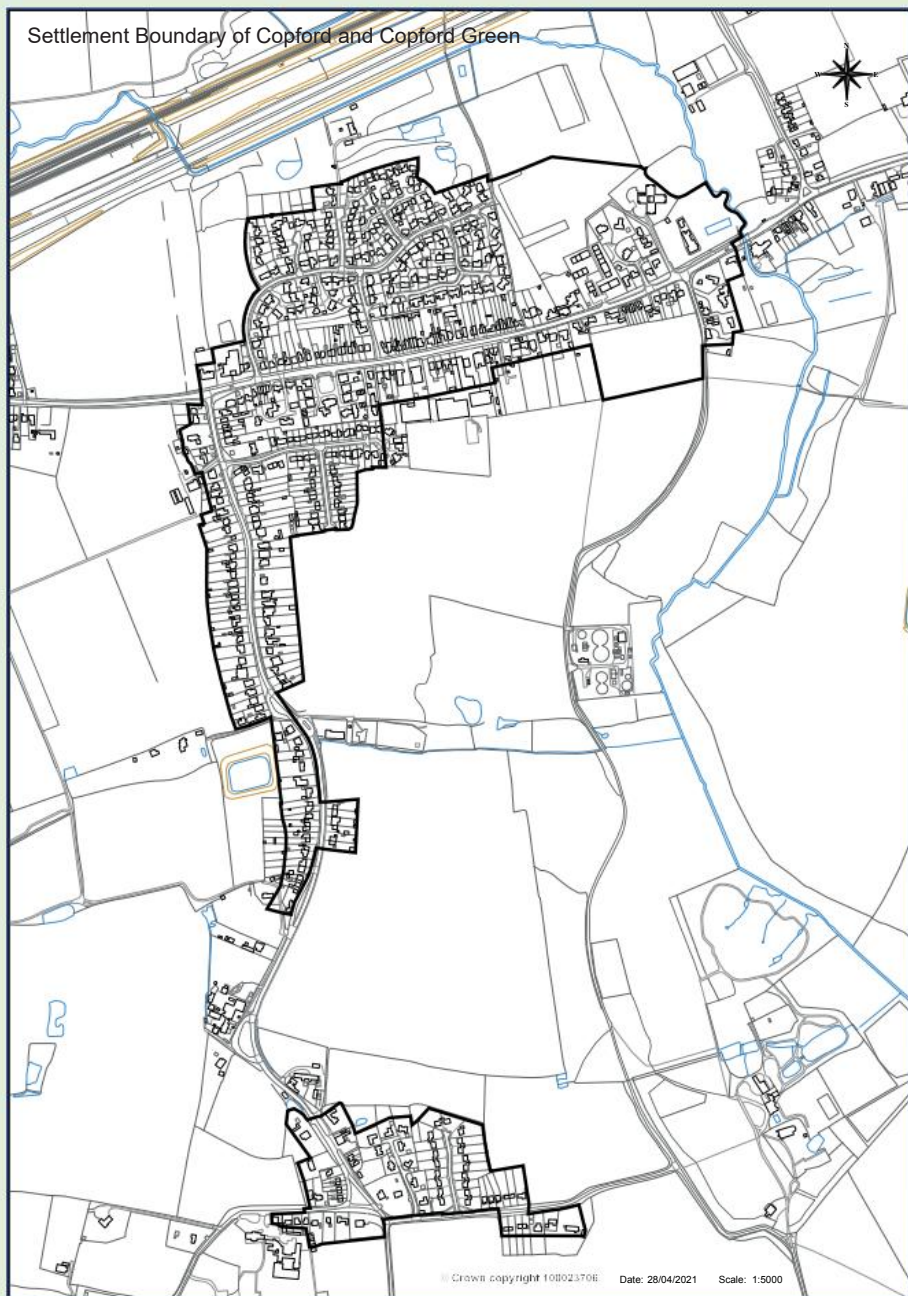 Settlement Boundary of Copford and Copford Green
N
W E
S
© Crown copyright 100023706 Date: 28/04/2021 Scale: 1:5000